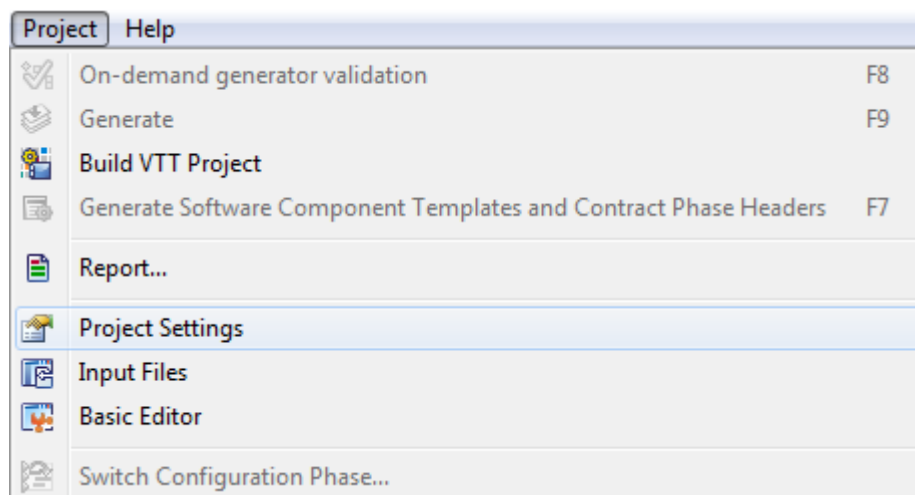 Project Help
On-demand generator validation F8
Generate F9
Build VTT Project
Generate Software Component Templates and Contract Phase Headers F7
Report...
Project Settings
Input Files
Basic Editor
Switch Configuration Phase...